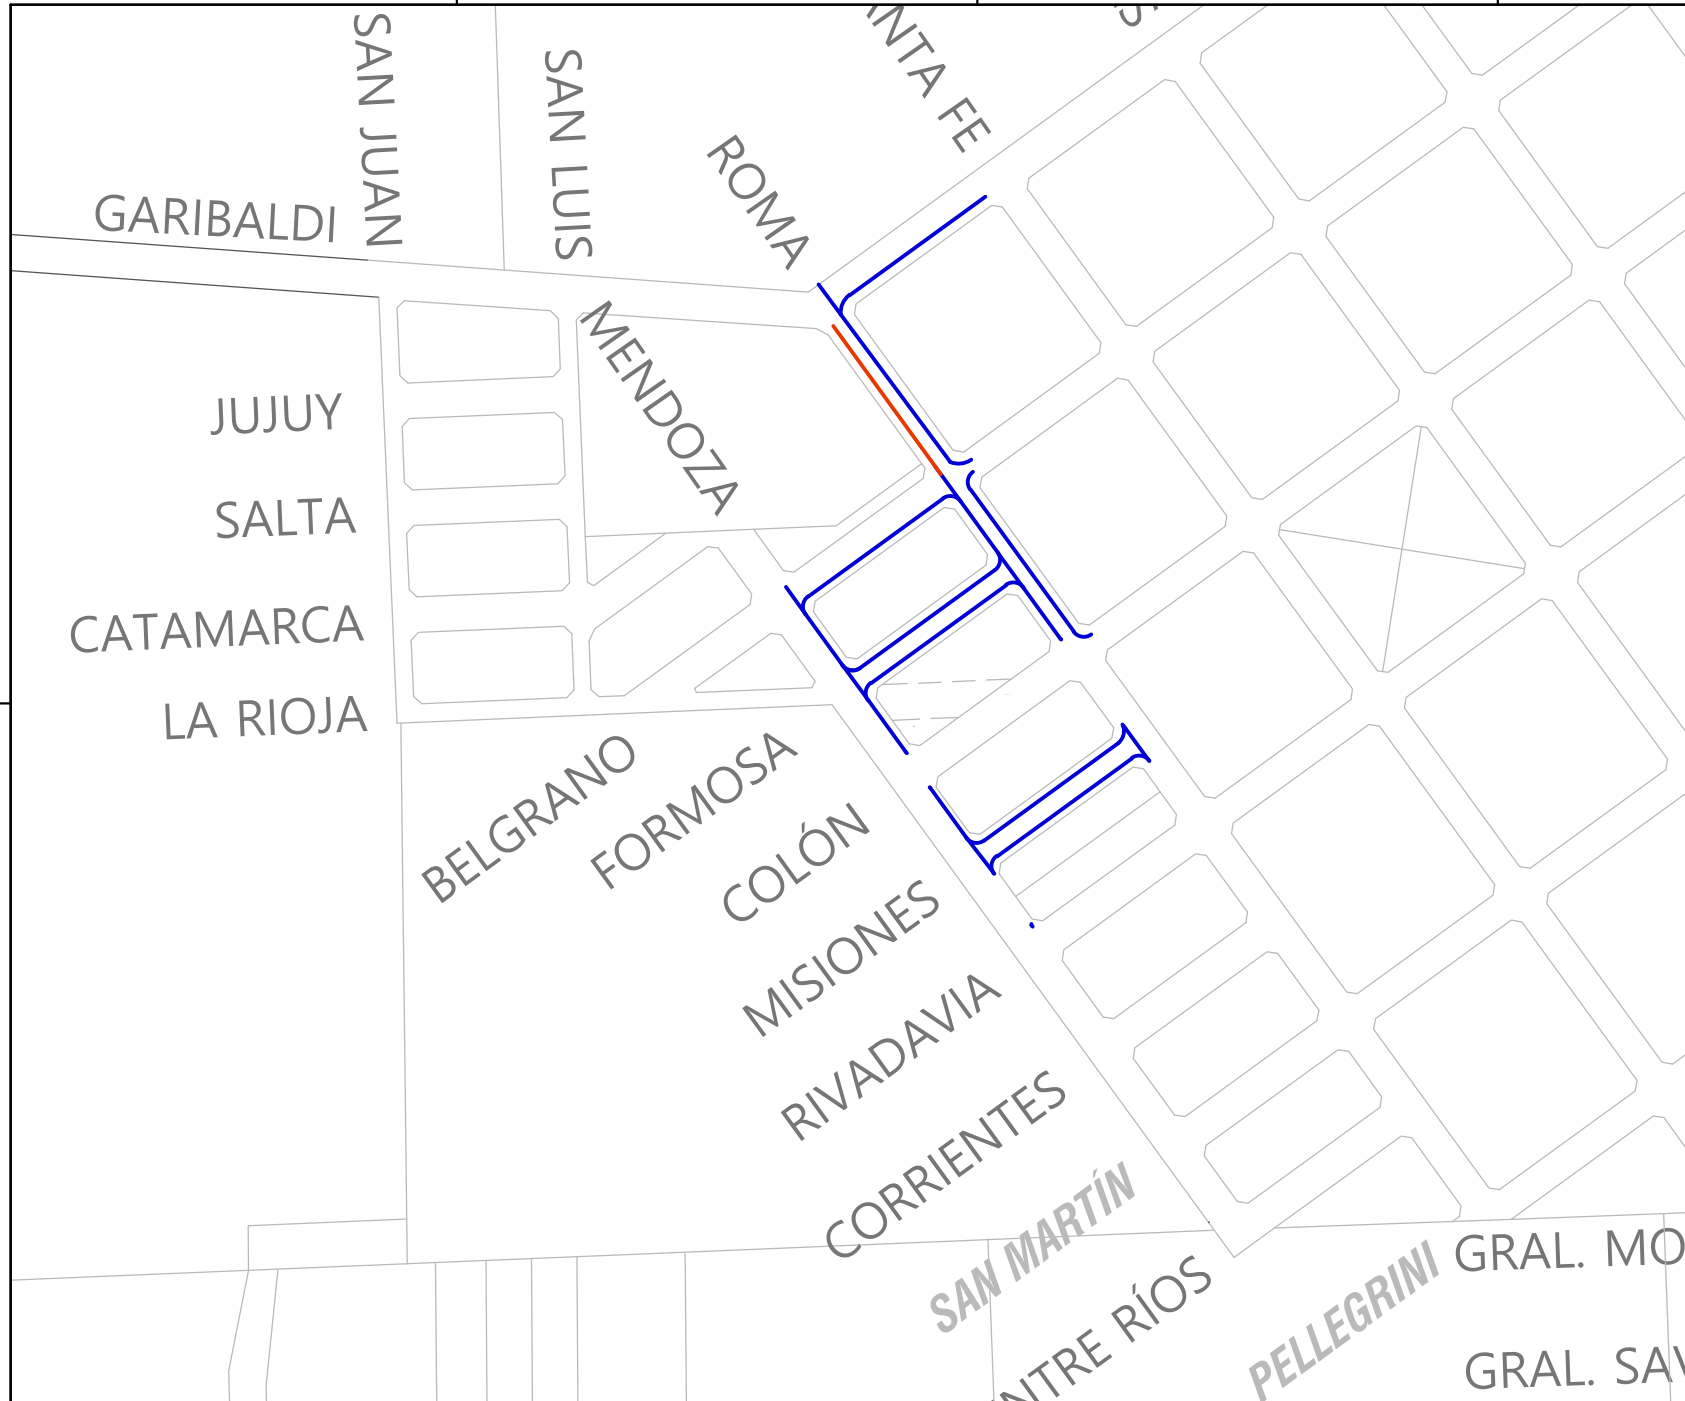 SAN JUAN
SAN LUIS
NTA FE
ROMA
GARIBALDI
MENDOZA
JUJUY
SALTA
CATAMARCA
LA RIOJA
BELGRANO
FORMOSA
COLÓN
MISIONES
RIVADAVIA
CORRIENTES
SAN MARTÍN
NTRE RÍOS
PELLEGRINI
GRAL. MO
GRAL. SAV